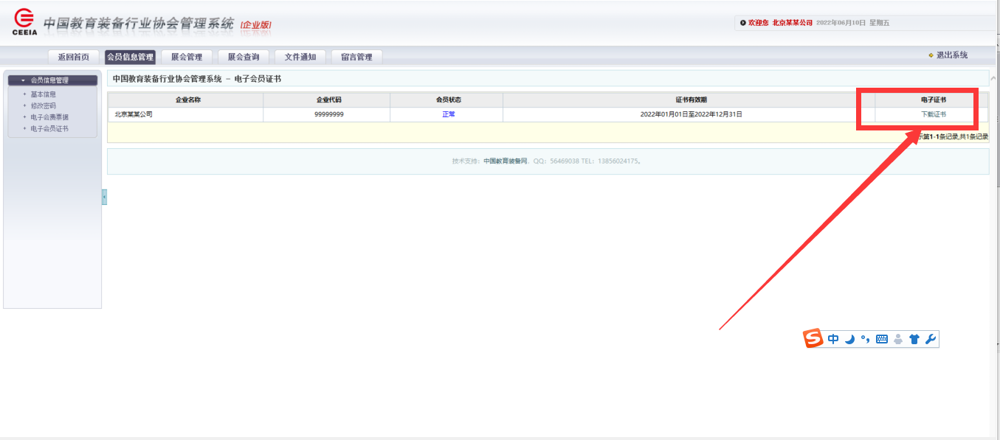 CEEIA
中国教育装备行业协会管理系统 [企业版]
欢迎您 北京某某公司 2022年06月10日 星期五
返回首页 会员信息管理 展会管理 展会查询 文件通知 留言管理
退出系统
会员信息管理
基本信息
修改密码
电子会费票据
电子会员证书
中国教育装备行业协会管理系统 - 电子会员证书
企业名称 企业代码 会员状态 证书有效期 电子证书
北京某某公司 99999999 正常 2022年01月01日至2022年12月31日 下载证书
示第1-1条记录,共1条记录
技术支持：中国教育装备网，QQ：56469038 TEL：13856024175。
中